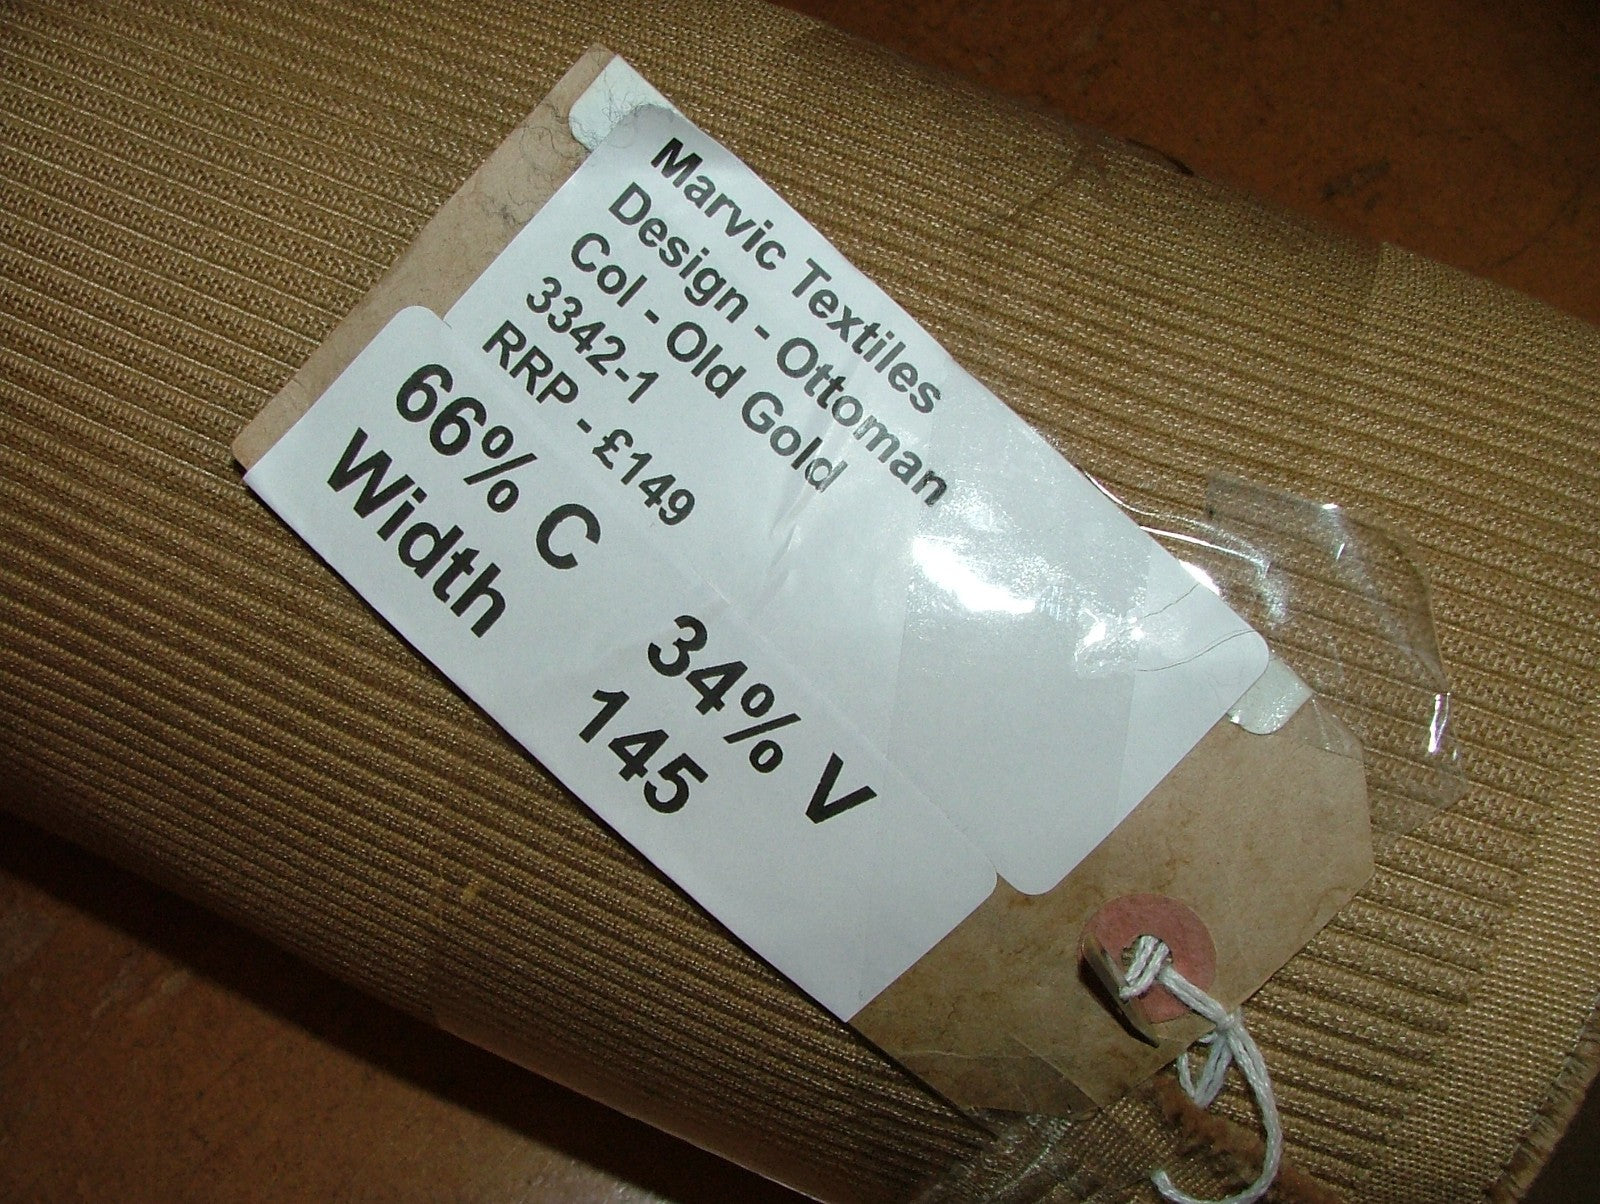 Marvic Textiles
Design - Ottoman
Col - Old Gold
3342-1
RRP - £149
66% C 34% V
Width 145